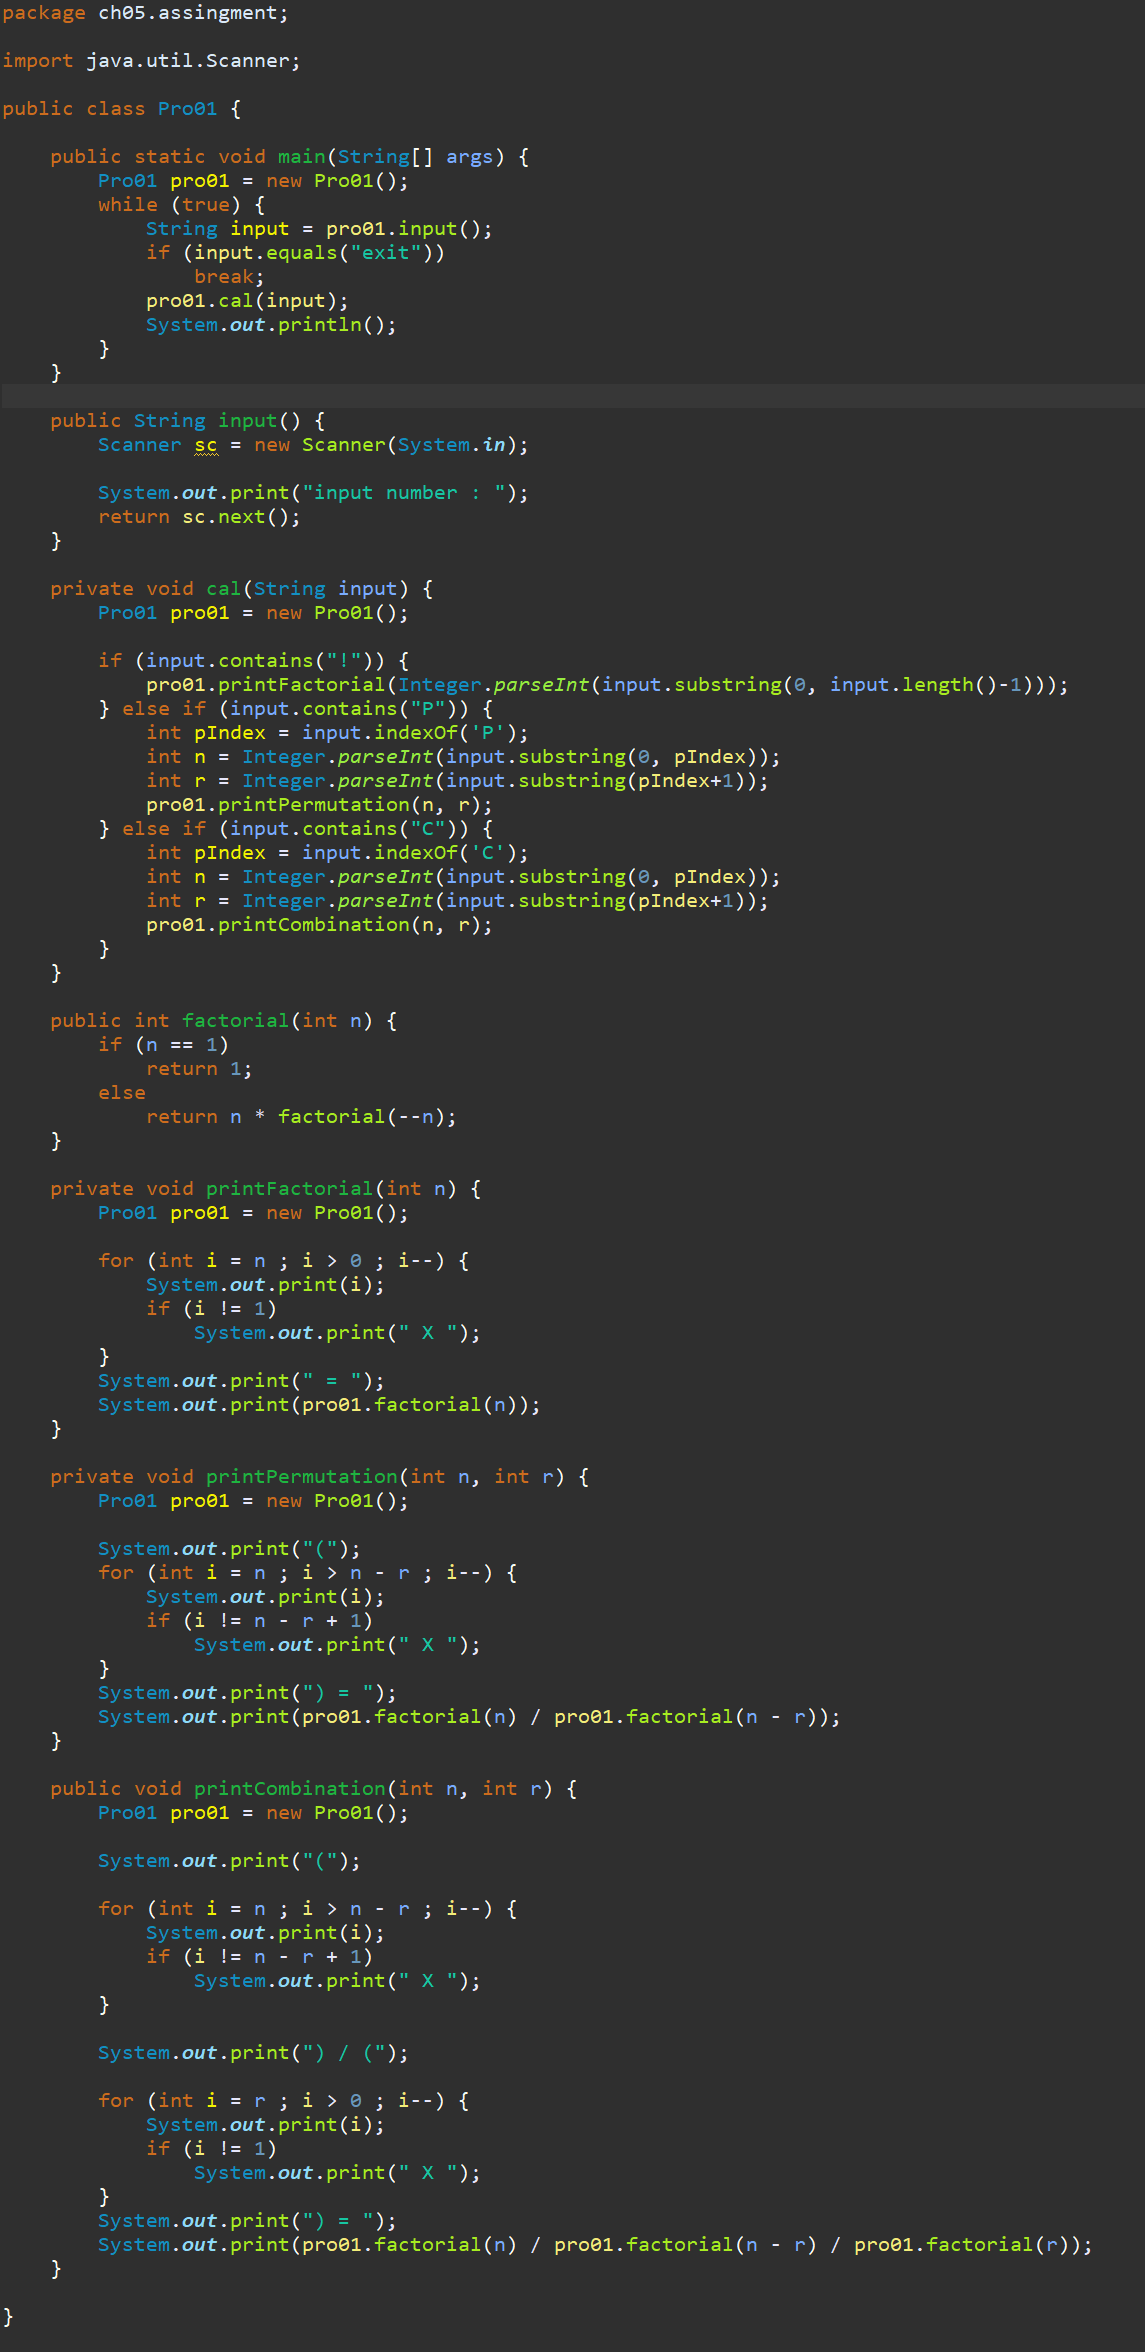 package ch05.assingment;
import java.util.Scanner;
public class Pro01 {
public static void main(String[] args) {
Pro01 pro01 = new Pro01();
while (true) {
String input = pro01.input();
if (input.equals("exit"))
break;
pro01.cal(input);
System.out.println();
}
}
public String input() {
Scanner sc = new Scanner(System.in);
System.out.print("input number : ");
return sc.next();
}
private void cal(String input) {
Pro01 pro01 = new Pro01();
if (input.contains("!")) {
pro01.printFactorial(Integer.parseInt(input.substring(0, input.length()-1)));
} else if (input.contains("P")) {
int pIndex = input.indexOf('P');
int n = Integer.parseInt(input.substring(0, pIndex));
int r = Integer.parseInt(input.substring(pIndex+1));
pro01.printPermutation(n, r);
} else if (input.contains("C")) {
int pIndex = input.indexOf('C');
int n = Integer.parseInt(input.substring(0, pIndex));
int r = Integer.parseInt(input.substring(pIndex+1));
pro01.printCombination(n, r);
}
}
public int factorial(int n) {
if (n == 1)
return 1;
else
return n * factorial(--n);
}
private void printFactorial(int n) {
Pro01 pro01 = new Pro01();
for (int i = n ; i > 0 ; i--) {
System.out.print(i);
if (i != 1)
System.out.print(" X ");
}
System.out.print(" = ");
System.out.print(pro01.factorial(n));
}
private void printPermutation(int n, int r) {
Pro01 pro01 = new Pro01();
System.out.print("(");
for (int i = n ; i > n - r ; i--) {
System.out.print(i);
if (i != n - r + 1)
System.out.print(" X ");
}
System.out.print(") = ");
System.out.print(pro01.factorial(n) / pro01.factorial(n - r));
}
public void printCombination(int n, int r) {
Pro01 pro01 = new Pro01();
System.out.print("(");
for (int i = n ; i > n - r ; i--) {
System.out.print(i);
if (i != n - r + 1)
System.out.print(" X ");
}
System.out.print(") / (");
for (int i = r ; i > 0 ; i--) {
System.out.print(i);
if (i != 1)
System.out.print(" X ");
}
System.out.print(") = ");
System.out.print(pro01.factorial(n) / pro01.factorial(n - r) / pro01.factorial(r));
}
}